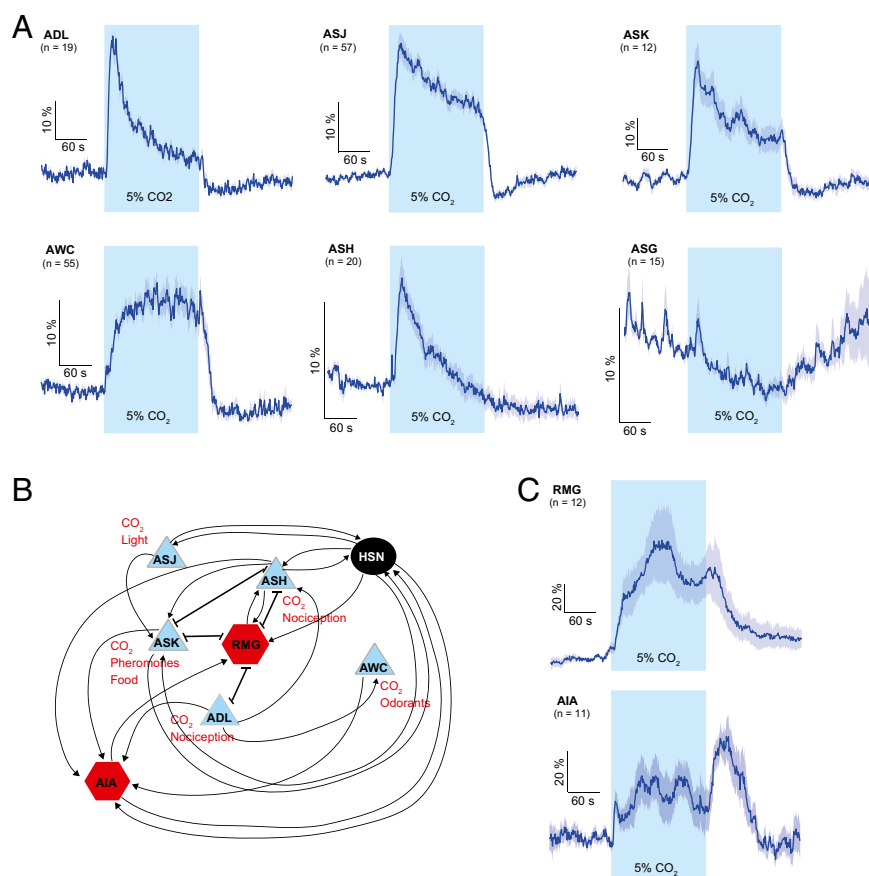 A
ADL
(n = 19)
10 %
60 s
5% CO2
ASJ
(n = 57)
10 %
60 s
5% CO₂
ASK
(n = 12)
10 %
60 s
5% CO₂
AWC
(n = 55)
10 %
60 s
5% CO₂
ASH
(n = 20)
10 %
60 s
5% CO₂
ASG
(n = 15)
10 %
60 s
5% CO₂
B
CO₂
Light
ASJ
HSN
ASH
CO₂
Nociception
ASK
CO₂
Pheromones
Food
RMG
AWC
CO₂
Odorants
ADL
CO₂
Nociception
AIA
C
RMG
(n = 12)
20 %
60 s
5% CO₂
AIA
(n = 11)
20 %
60 s
5% CO₂